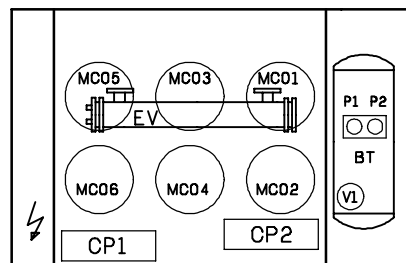 MC05 MC03 MC01
P1 P2
EV
BT
MC06 MC04 MC02
V1
CP1 CP2